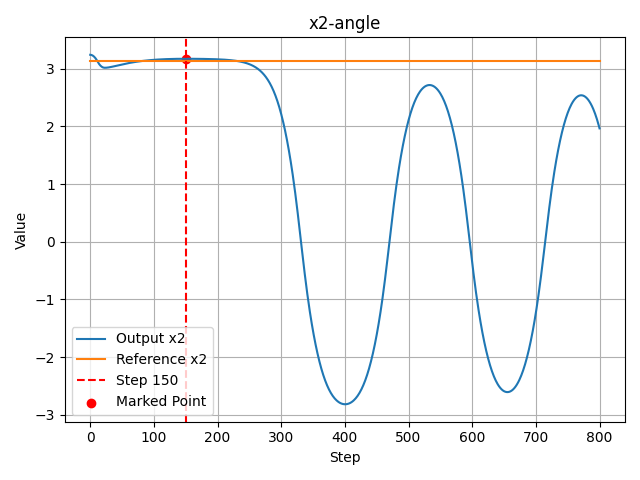 x2-angle
Value
3
2
1
0
−1
−2
−3
Output x2
Reference x2
Step 150
Marked Point
0 100 200 300 400 500 600 700 800
Step